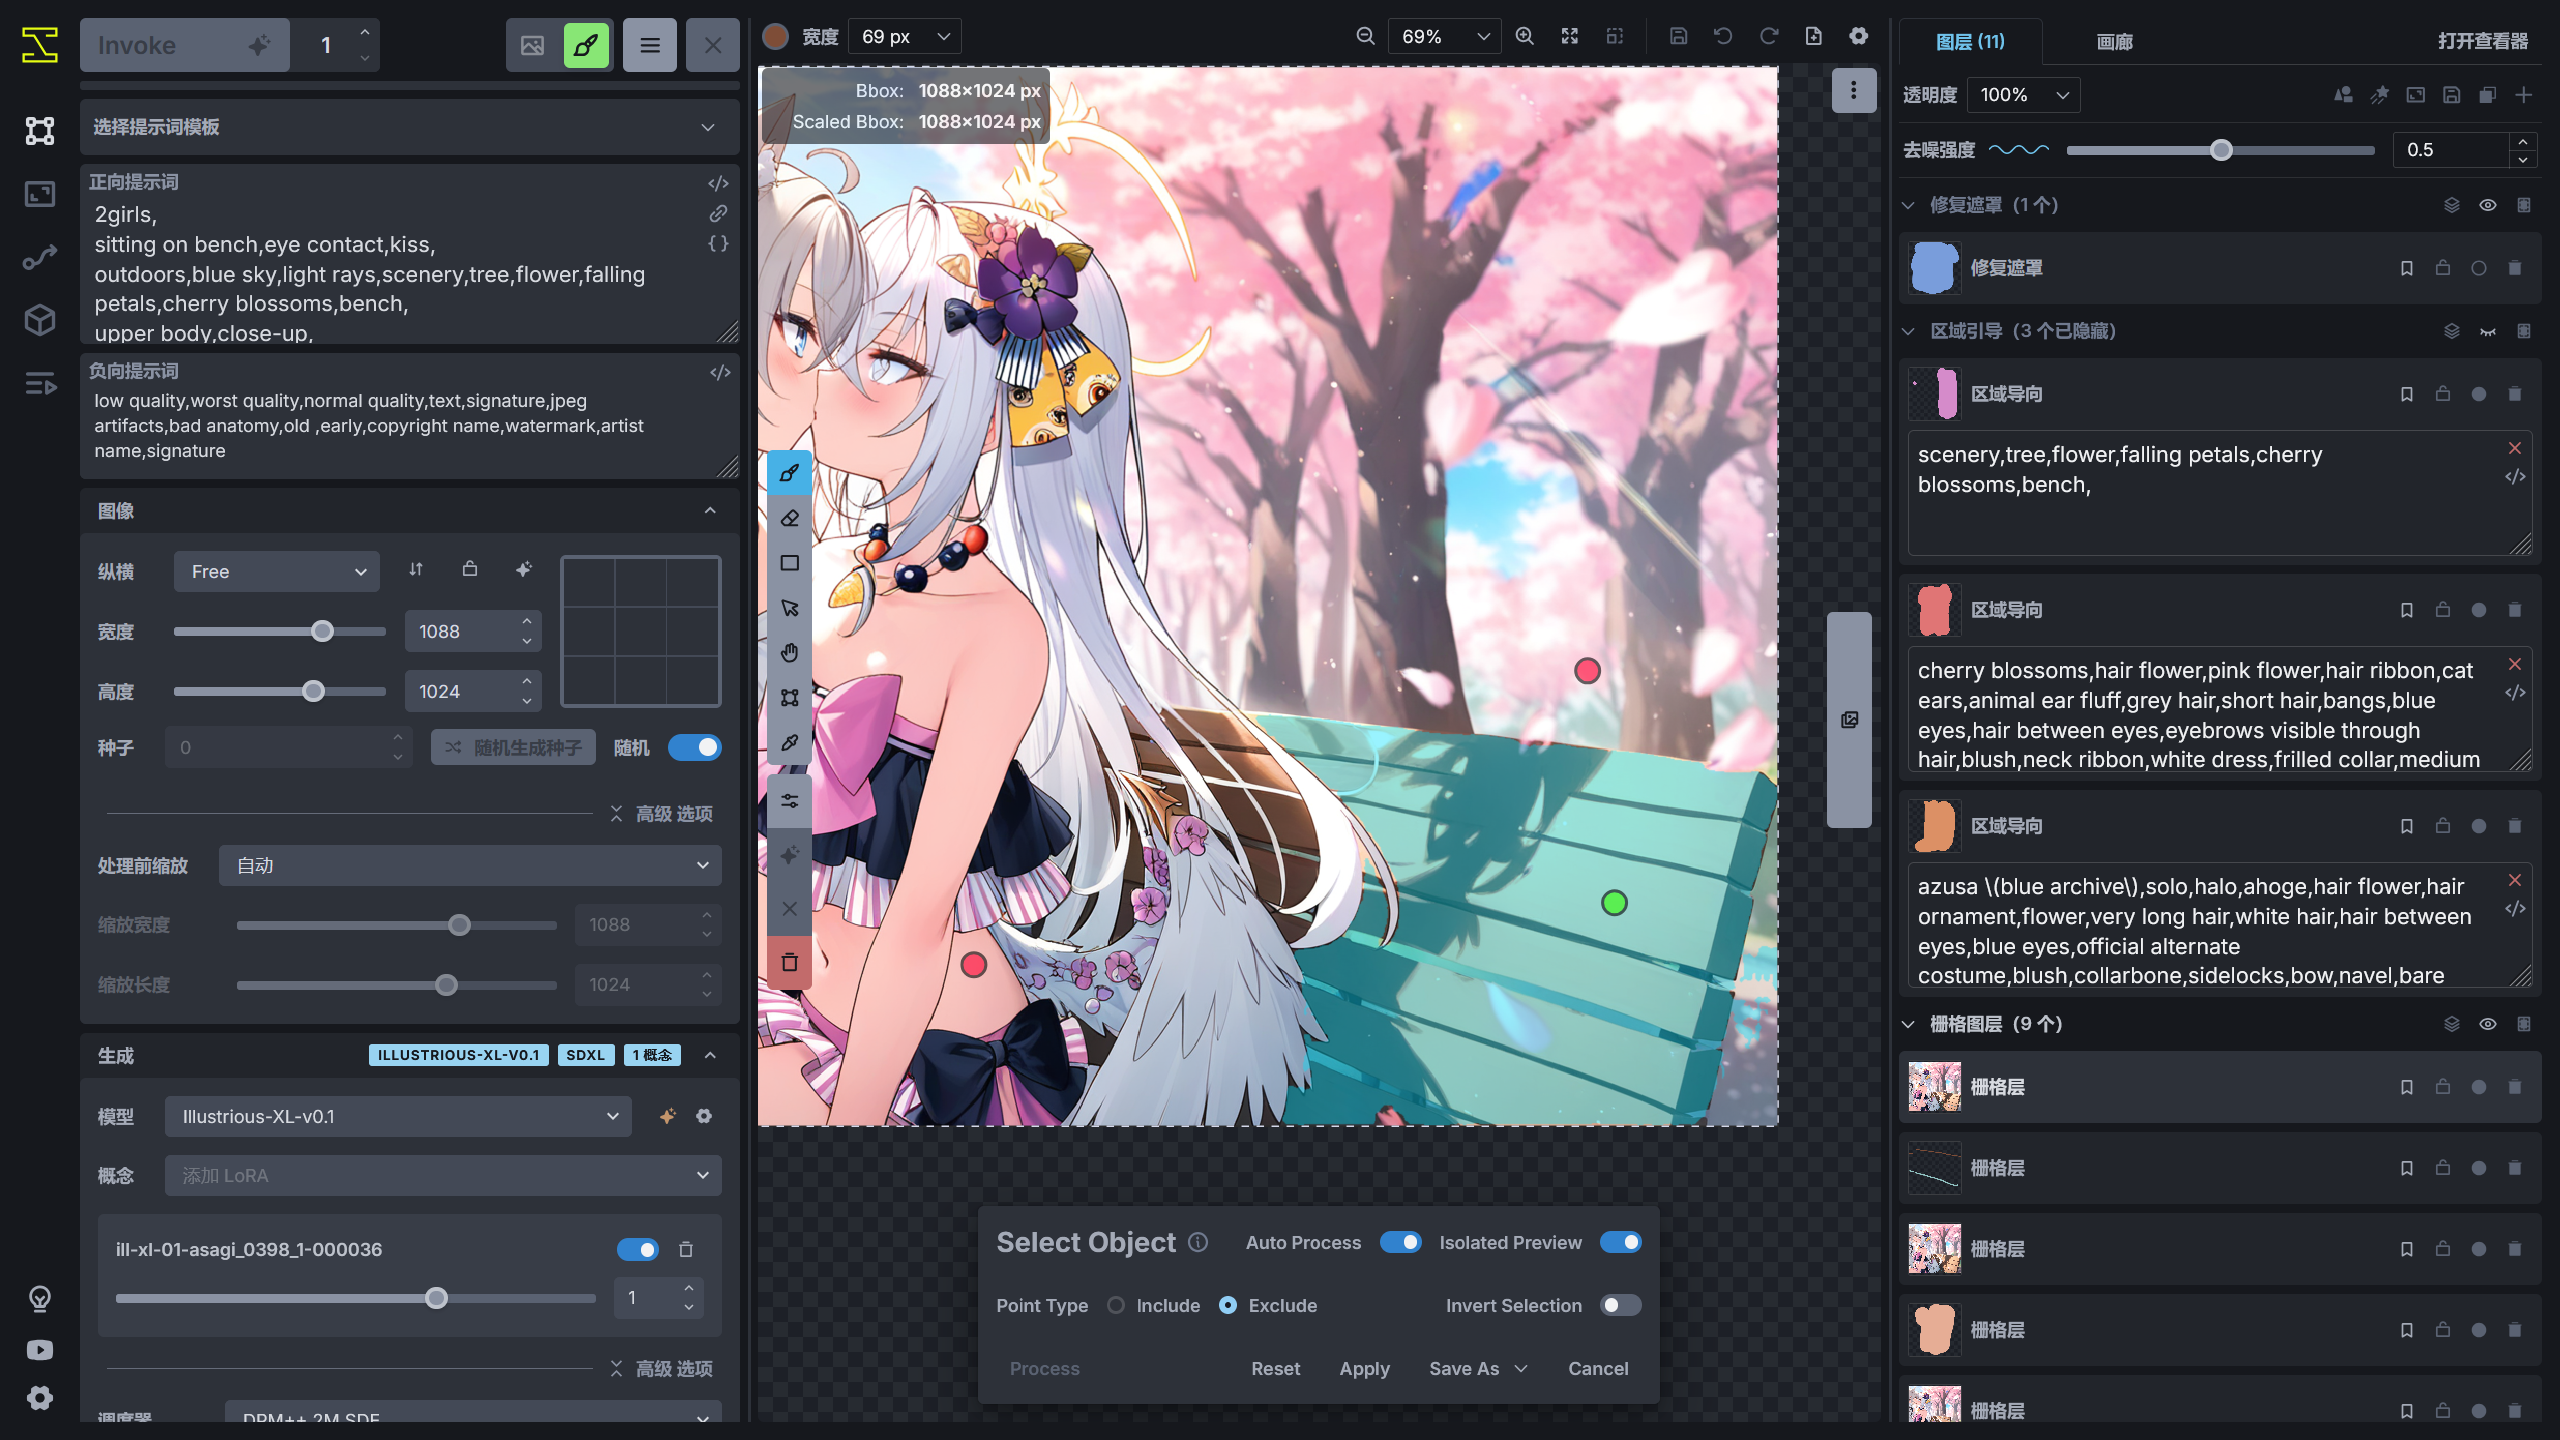 Invoke
1
宽度
69 px
69%
图层 (11)
画廊
打开查看器
选择提示词模板
正向提示词
2girls,
sitting on bench,eye contact,kiss,
outdoors,blue sky,light rays,scenery,tree,flower,falling
petals,cherry blossoms,bench,
upper body,close-up,
负向提示词
low quality,worst quality,normal quality,text,signature,jpeg
artifacts,bad anatomy,old ,early,copyright name,watermark,artist
name,signature
图像
纵横
Free
宽度
1088
高度
1024
种子
0
随机生成种子
随机
高级 选项
处理前缩放
自动
缩放宽度
1088
缩放长度
1024
生成
ILLUSTRIOUS-XL-V0.1
SDXL
1 概念
模型
Illustrious-XL-v0.1
概念
添加 LoRA
ill-xl-01-asagi_0398_1-000036
1
高级 选项
调度器
DPM++ 2M SDE
Bbox: 1088×1024 px
Scaled Bbox: 1088×1024 px
Select Object
Auto Process
Isolated Preview
Point Type
Include
Exclude
Invert Selection
Process
Reset
Apply
Save As
Cancel
透明度
100%
去噪强度
0.5
修复遮罩 (1 个)
修复遮罩
区域引导 (3 个已隐藏)
区域导向
scenery,tree,flower,falling petals,cherry
blossoms,bench,
区域导向
cherry blossoms,hair flower,pink flower,hair ribbon,cat
ears,animal ear fluff,grey hair,short hair,bangs,blue
eyes,hair between eyes,eyebrows visible through
hair,blush,neck ribbon,white dress,frilled collar,medium
区域导向
azusa \(blue archive\),solo,halo,ahoge,hair flower,hair
ornament,flower,very long hair,white hair,hair between
eyes,blue eyes,official alternate
costume,blush,collarbone,sidelocks,bow,navel,bare
栅格图层 (9 个)
栅格层
栅格层
栅格层
栅格层
栅格层